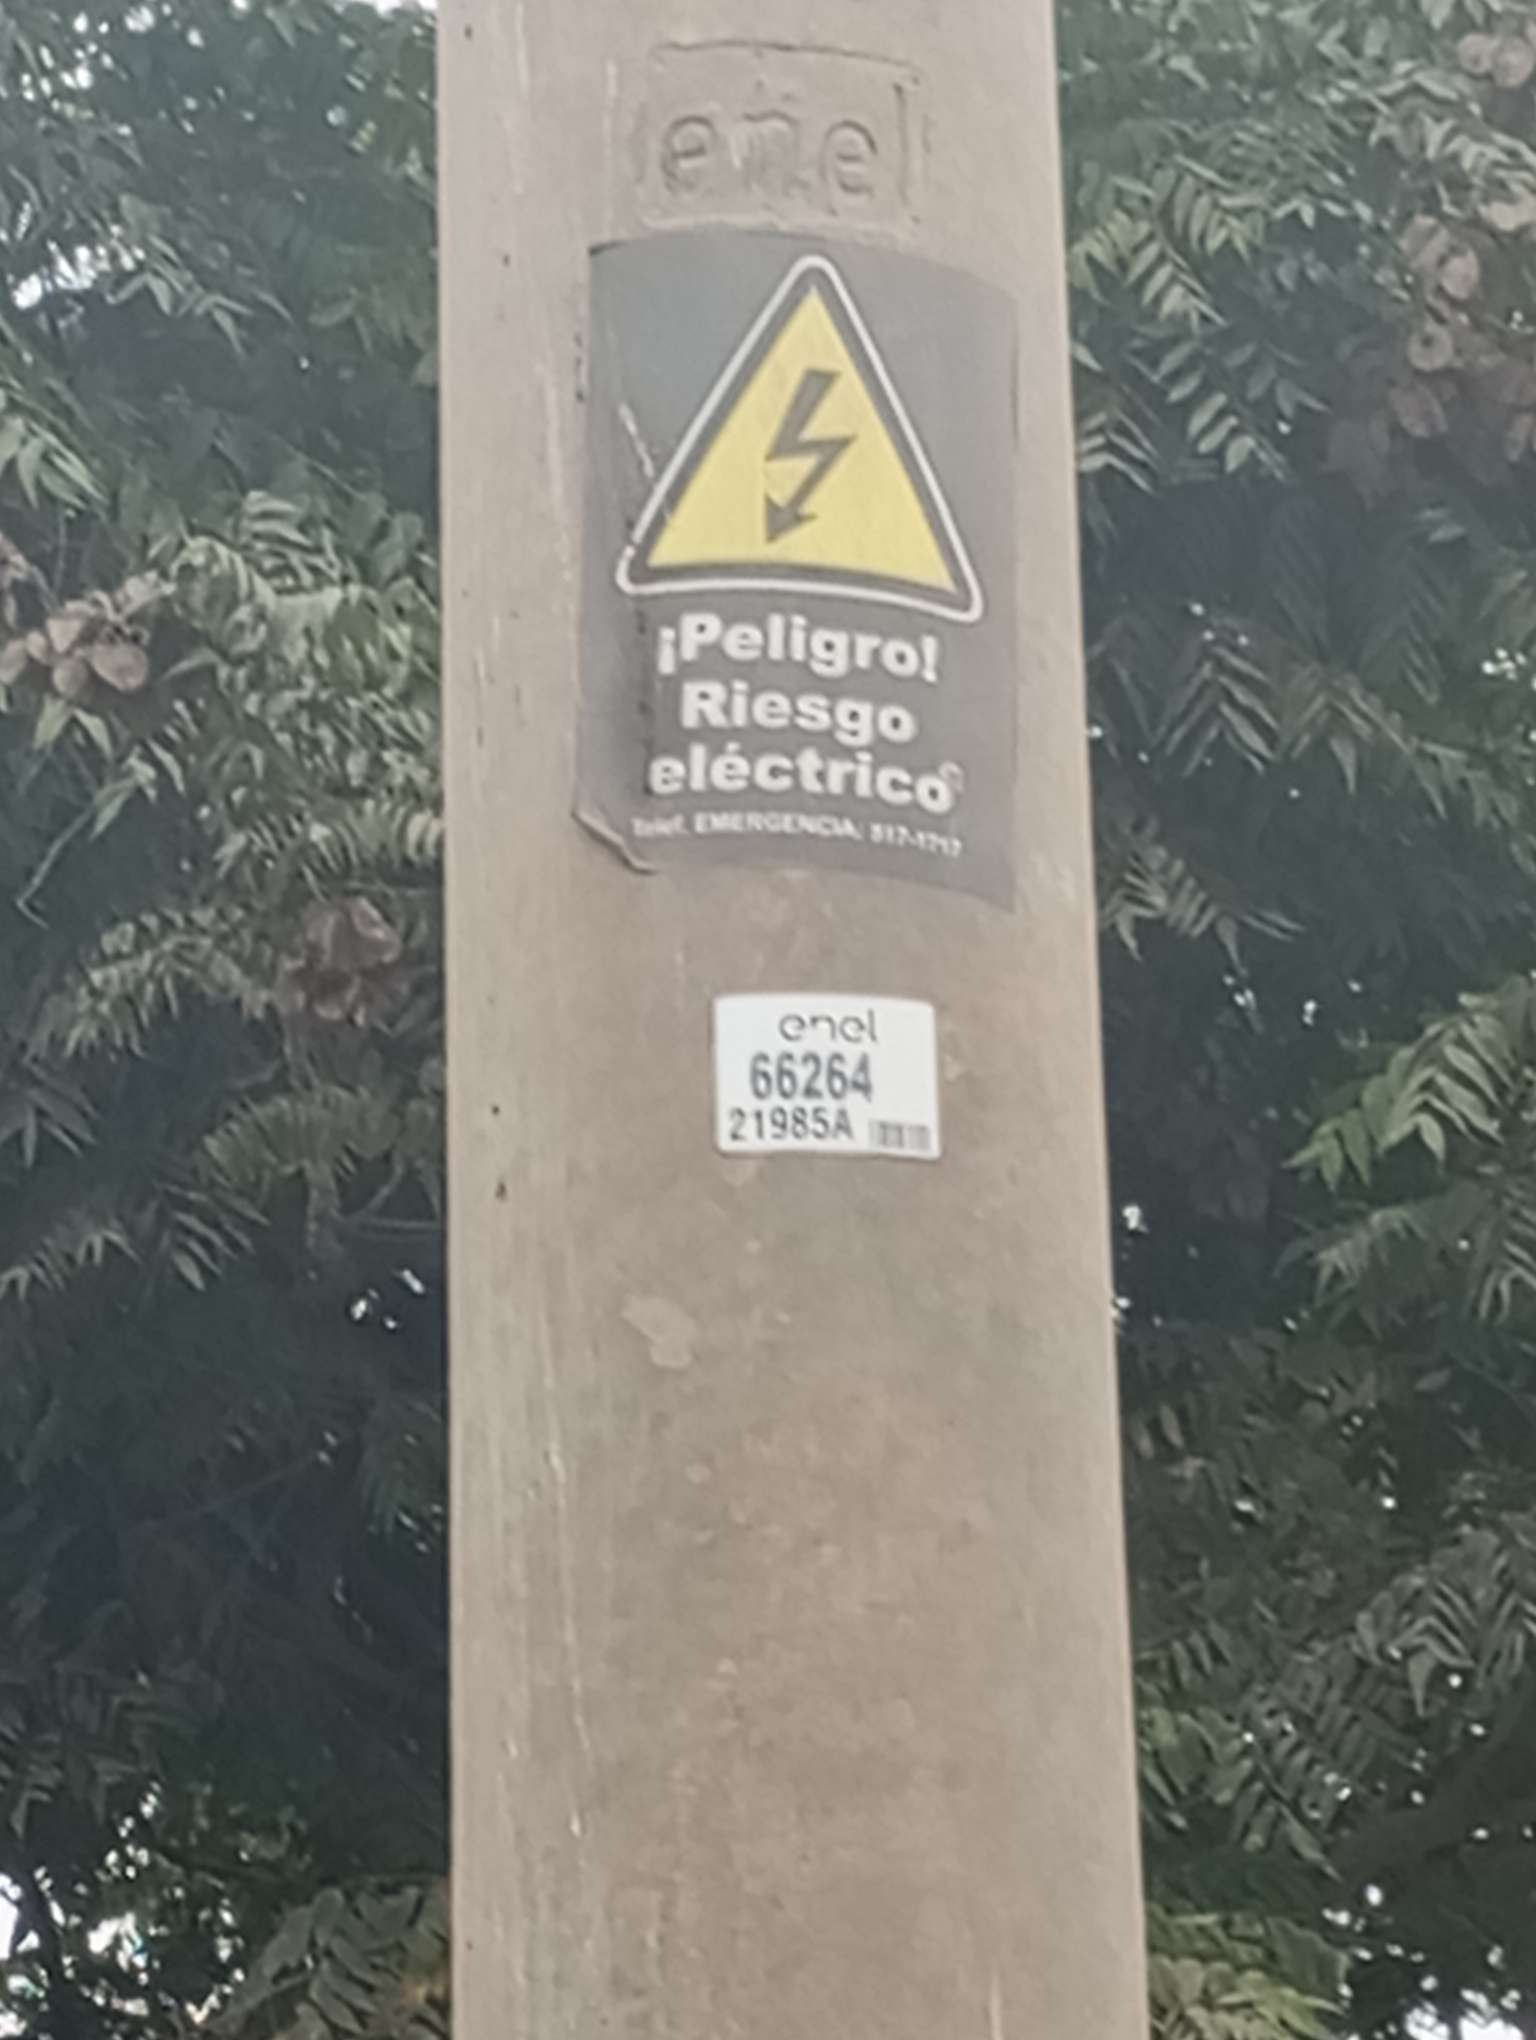 enel
¡Peligro!
Riesgo
eléctrico
Telef. EMERGENCIA: 517-1717
enel
66264
21985A